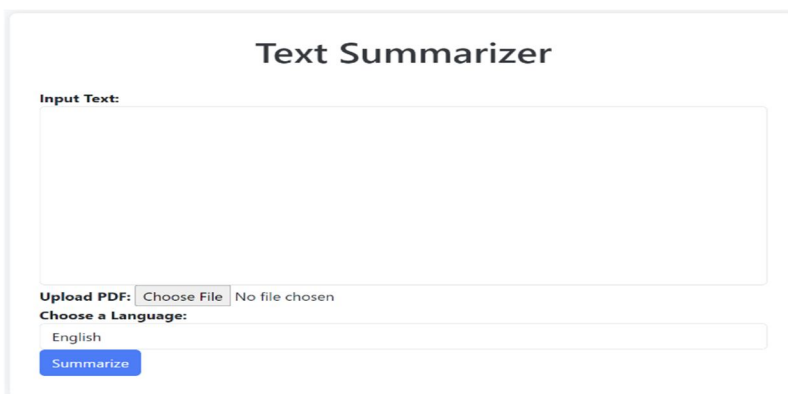 Text Summarizer
Input Text:
Upload PDF: Choose File No file chosen
Choose a Language:
English
Summarize